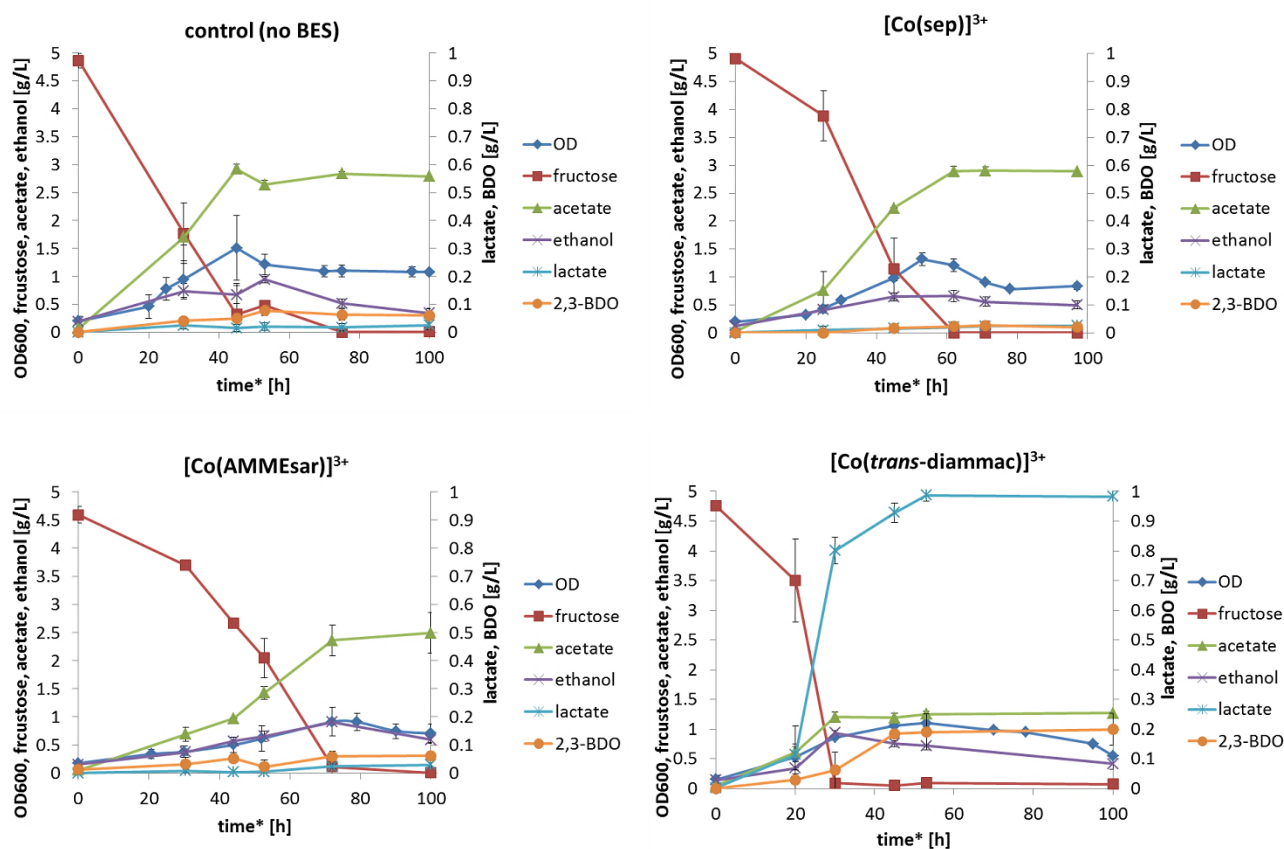 control (no BES)
OD600, frcustose, acetate, ethanol [g/L]
5
4.5
4
3.5
3
2.5
2
1.5
1
0.5
0
0 20 40 60 80 100
time* [h]
1
0.9
0.8
0.7
0.6
0.5
0.4
0.3
0.2
0.1
0
lactate, BDO [g/L]
OD
fructose
acetate
ethanol
lactate
2,3-BDO
[Co(sep)]³⁺
OD600, frcustose, acetate, ethanol [g/L]
5
4.5
4
3.5
3
2.5
2
1.5
1
0.5
0
0 20 40 60 80 100
time* [h]
1
0.9
0.8
0.7
0.6
0.5
0.4
0.3
0.2
0.1
0
lactate, BDO [g/L]
OD
fructose
acetate
ethanol
lactate
2,3-BDO
[Co(AMMEsar)]³⁺
OD600, frcustose, acetate, ethanol [g/L]
5
4.5
4
3.5
3
2.5
2
1.5
1
0.5
0
0 20 40 60 80 100
time* [h]
1
0.9
0.8
0.7
0.6
0.5
0.4
0.3
0.2
0.1
0
lactate, BDO [g/L]
OD
fructose
acetate
ethanol
lactate
2,3-BDO
[Co(trans-diammac)]³⁺
OD600, frcustose, acetate, ethanol [g/L]
5
4.5
4
3.5
3
2.5
2
1.5
1
0.5
0
0 20 40 60 80 100
time* [h]
1
0.9
0.8
0.7
0.6
0.5
0.4
0.3
0.2
0.1
0
lactate, BDO [g/L]
OD
fructose
acetate
ethanol
lactate
2,3-BDO